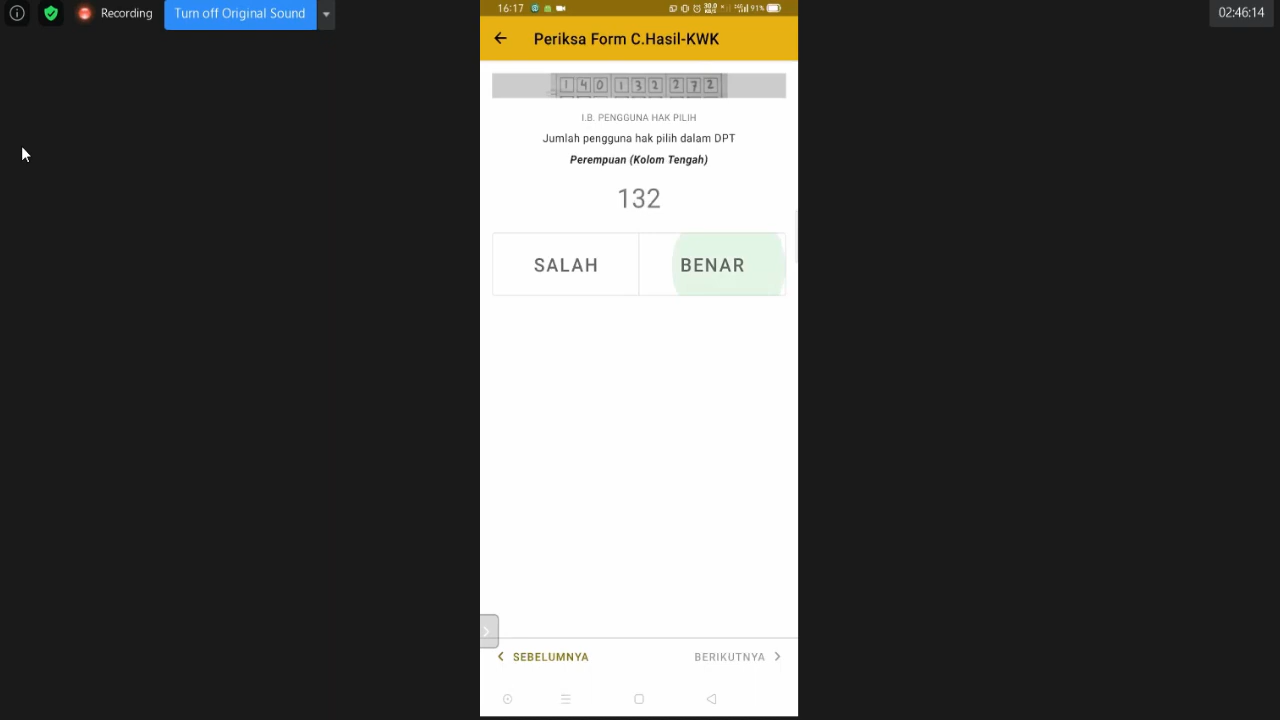 Recording
Turn off Original Sound
02:46:14
16:17
91%
Periksa Form C.Hasil-KWK
1 4 0 1 3 2 2 7 2
I.B. PENGGUNA HAK PILIH
Jumlah pengguna hak pilih dalam DPT
Perempuan (Kolom Tengah)
132
SALAH
BENAR
SEBELUMNYA
BERIKUTNYA